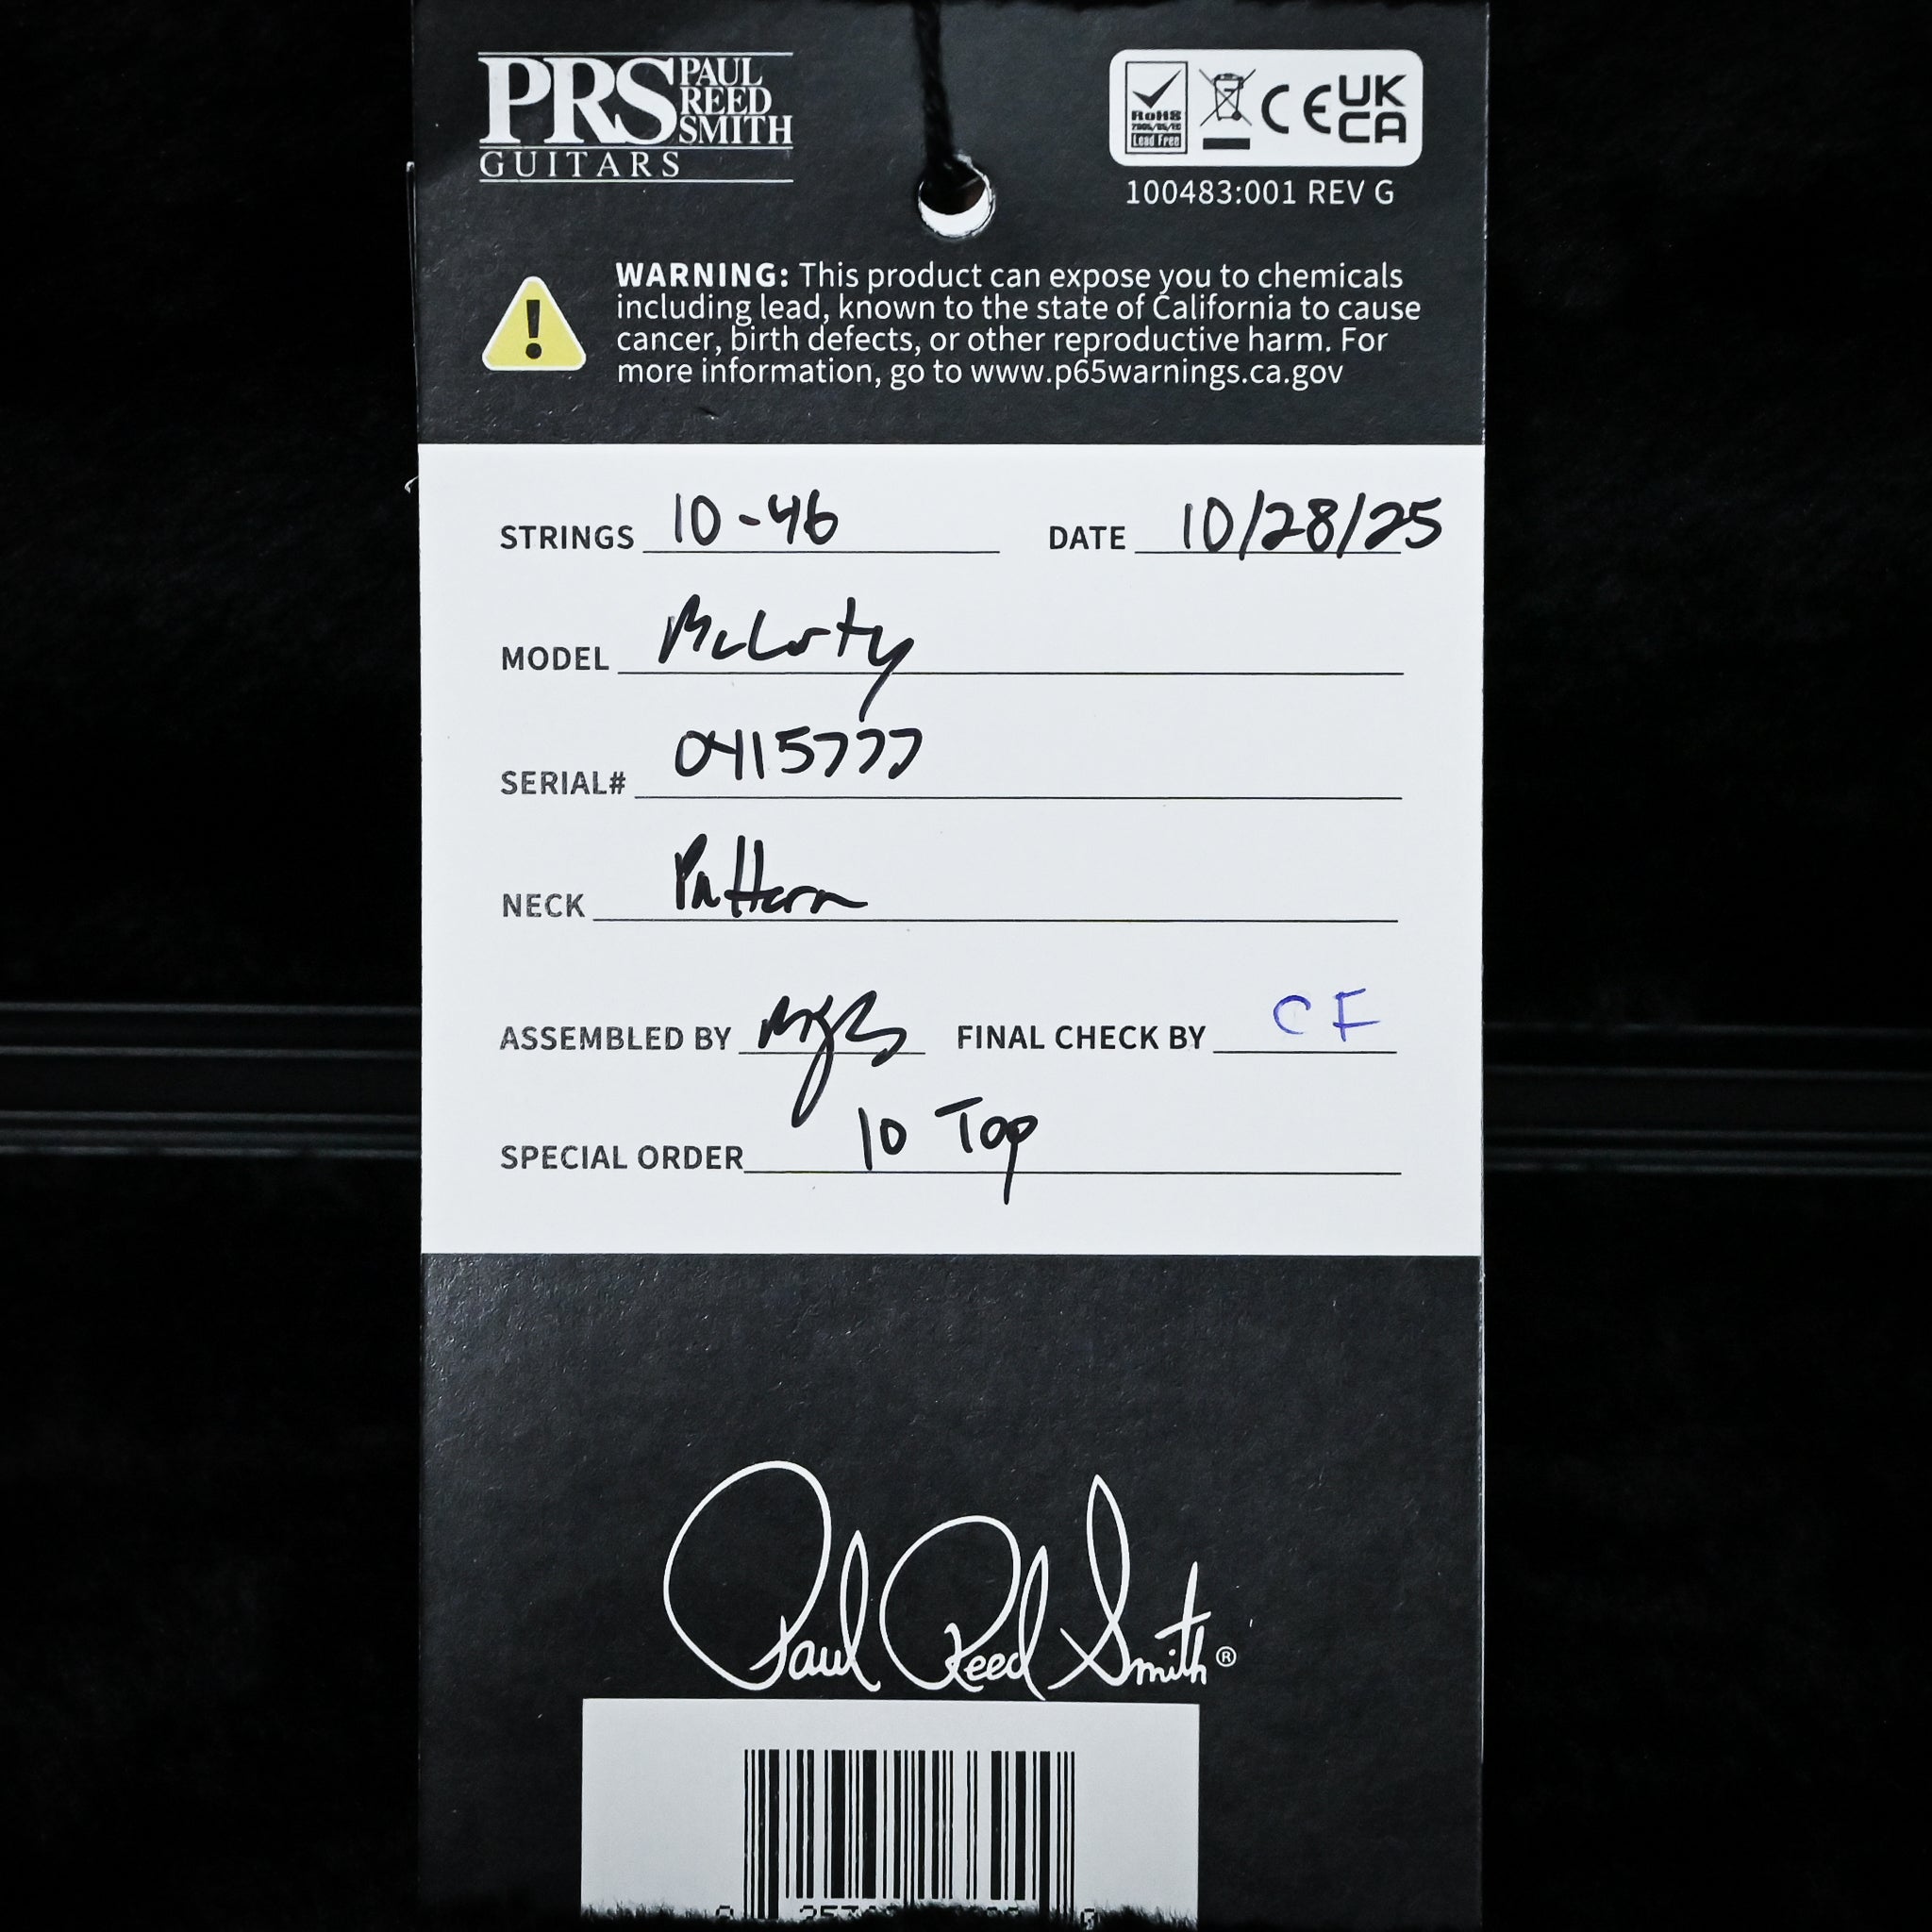 PRS PAUL REED SMITH
GUITARS
RoHS
2005/95/EC
Lead Free
CE UK CA
100483:001 REV G
WARNING: This product can expose you to chemicals
including lead, known to the state of California to cause
cancer, birth defects, or other reproductive harm. For
more information, go to www.p65warnings.ca.gov
STRINGS 10-46 DATE 10/28/25
MODEL McCarty
SERIAL# 0415777
NECK Pattern
ASSEMBLED BY FINAL CHECK BY CF
SPECIAL ORDER 10 Top
Paul Reed Smith®